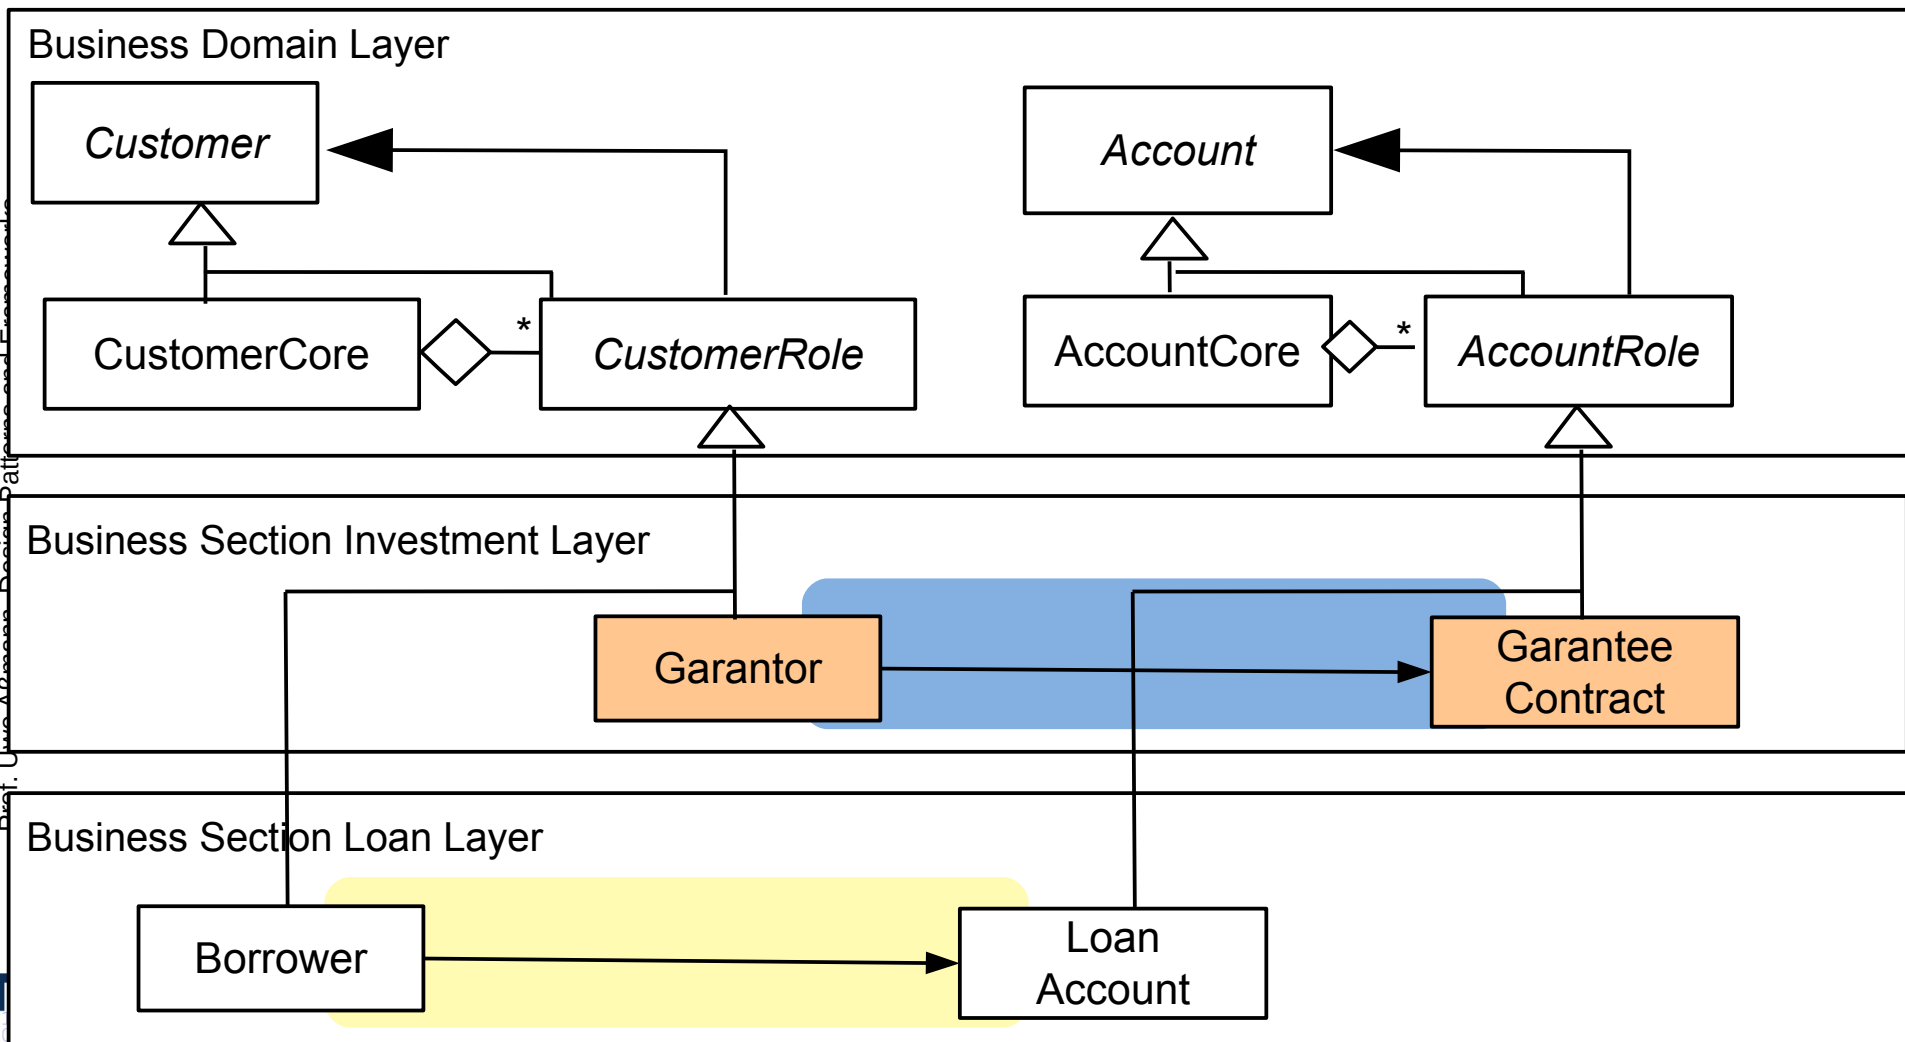 Business Domain Layer
Customer
Account
CustomerCore
*
CustomerRole
AccountCore
*
AccountRole
Business Section Investment Layer
Garantor
Garantee
Contract
Business Section Loan Layer
Borrower
Loan
Account
Prof. U